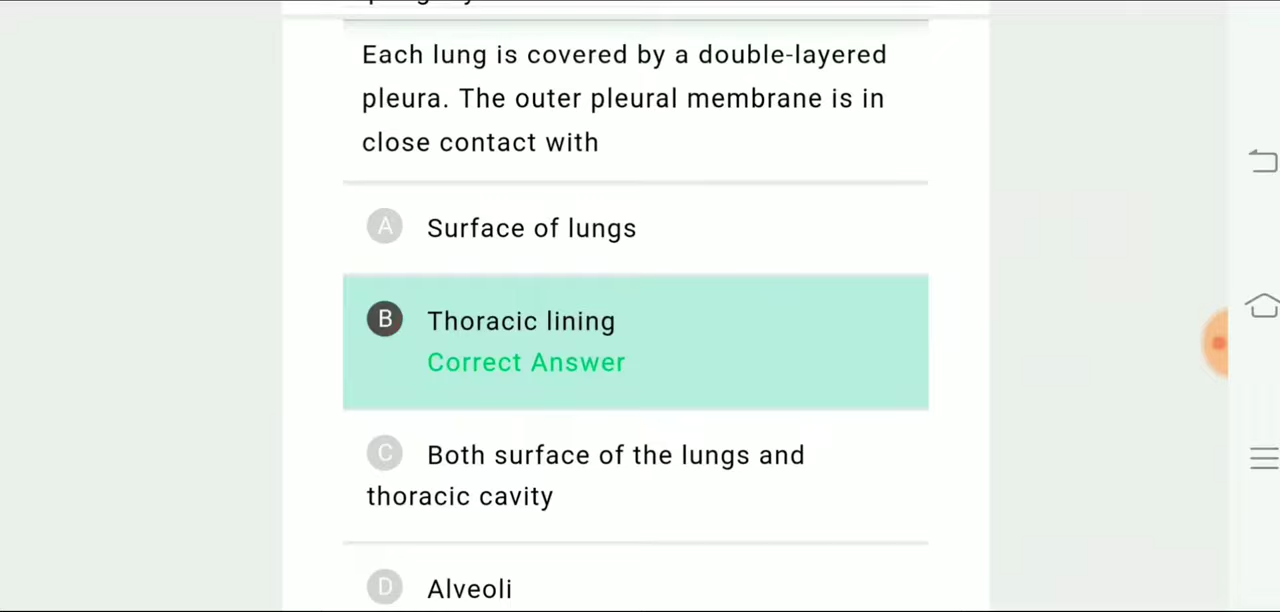 Each lung is covered by a double-layered
pleura. The outer pleural membrane is in
close contact with
A Surface of lungs
B Thoracic lining
Correct Answer
C Both surface of the lungs and
thoracic cavity
D Alveoli